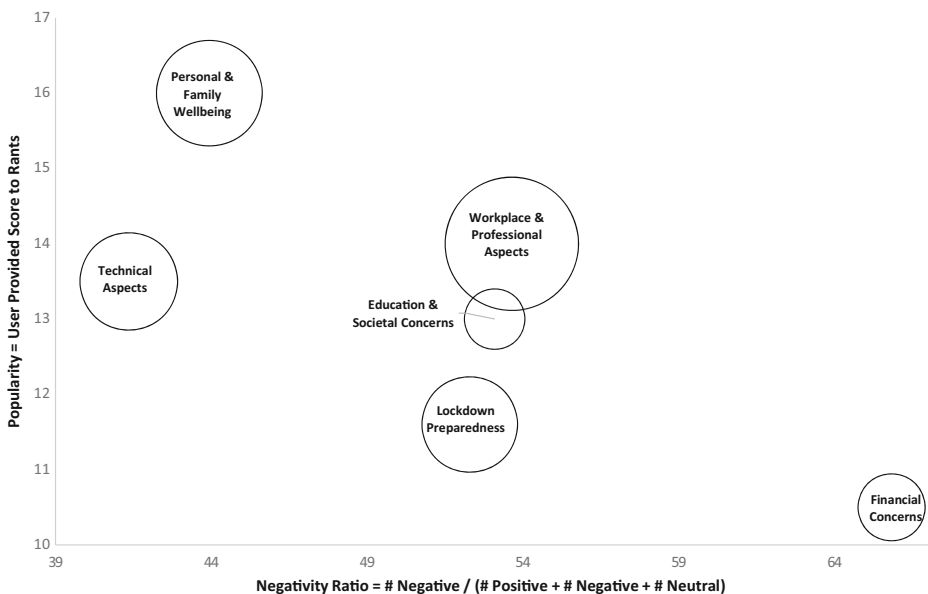 17
16
15
14
13
12
11
10
Popularity = User Provided Score to Rants
Personal &
Family
Wellbeing
Technical
Aspects
Workplace &
Professional
Aspects
Education &
Societal Concerns
Lockdown
Preparedness
Financial
Concerns
39 44 49 54 59 64
Negativity Ratio = # Negative / (# Positive + # Negative + # Neutral)